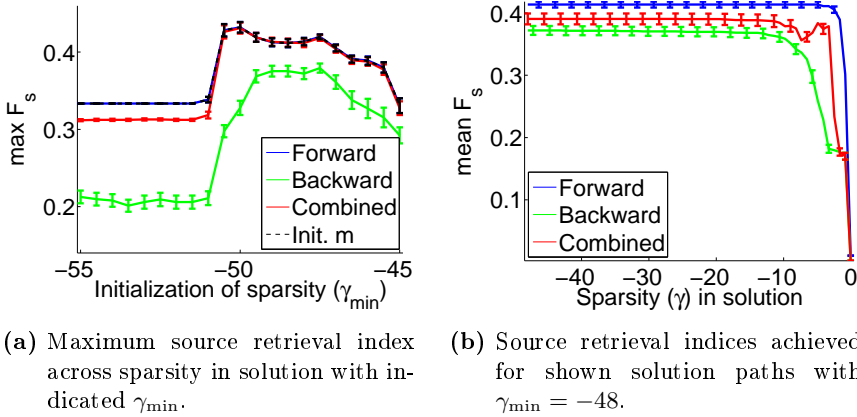 max F_s
0.4
0.3
0.2
Forward
Backward
Combined
Init. m
−55
−50
−45
Initialization of sparsity (γ_min)
mean F_s
0.4
0.3
0.2
0.1
Forward
Backward
Combined
−40
−30
−20
−10
0
Sparsity (γ) in solution
(a) Maximum source retrieval index
across sparsity in solution with in-
dicated γ_min.
(b) Source retrieval indices achieved
for shown solution paths with
γ_min = −48.